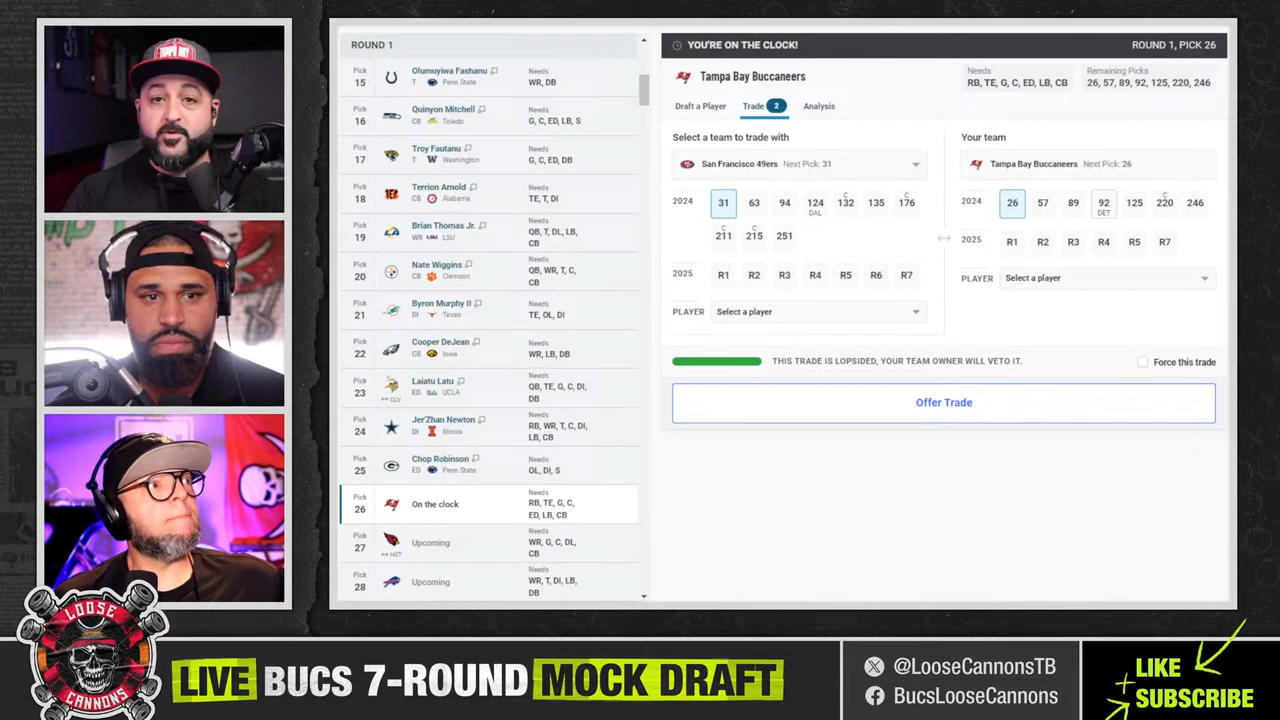 ROUND 1
Pick
15
Olumuyiwa Fashanu
T Penn State
Needs
WR, DB
Pick
16
Quinyon Mitchell
CB Toledo
Needs
G, C, ED, LB, S
Pick
17
Troy Fautanu
T Washington
Needs
G, C, ED, DB
Pick
18
Terrion Arnold
CB Alabama
Needs
TE, T, DI
Pick
19
Brian Thomas Jr.
WR LSU
Needs
QB, T, DL, LB,
CB
Pick
20
Nate Wiggins
CB Clemson
Needs
QB, WR, T, C,
CB
Pick
21
Byron Murphy II
DI Texas
Needs
TE, OL, DI
Pick
22
Cooper DeJean
CB Iowa
Needs
WR, LB, DB
Pick
23
CLV
Laiatu Latu
ED UCLA
Needs
QB, TE, G, C, DI,
DB
Pick
24
Jer'Zhan Newton
DI Illinois
Needs
RB, WR, T, C, DI,
LB, CB
Pick
25
Chop Robinson
ED Penn State
Needs
OL, DI, S
Pick
26
On the clock
Needs
RB, TE, G, C,
ED, LB, CB
Pick
27
HST
Upcoming
Needs
WR, G, C, DL,
CB
Pick
28
Upcoming
Needs
WR, T, DI, LB,
DB
YOU'RE ON THE CLOCK!
ROUND 1, PICK 26
Tampa Bay Buccaneers
Needs
RB, TE, G, C, ED, LB, CB
Remaining Picks
26, 57, 89, 92, 125, 220, 246
Draft a Player
Trade 2
Analysis
Select a team to trade with
San Francisco 49ers Next Pick: 31
2024
31 63 94 124 DAL C 132 135 C 176
C 211 C 215 251
2025
R1 R2 R3 R4 R5 R6 R7
PLAYER
Select a player
Your team
Tampa Bay Buccaneers Next Pick: 26
2024
26 57 89 92 DET 125 C 220 246
2025
R1 R2 R3 R4 R5 R7
PLAYER
Select a player
THIS TRADE IS LOPSIDED, YOUR TEAM OWNER WILL VETO IT.
Force this trade
Offer Trade
LOOSE
CANNONS
LIVE BUCS 7-ROUND MOCK DRAFT
@LooseCannonsTB
BucsLooseCannons
LIKE
+ SUBSCRIBE